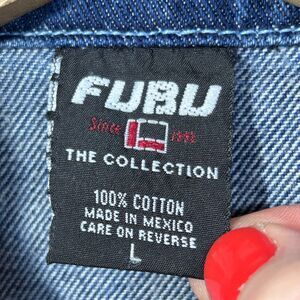 FUBU
Since 1992
THE COLLECTION
100% COTTON
MADE IN MEXICO
CARE ON REVERSE
L